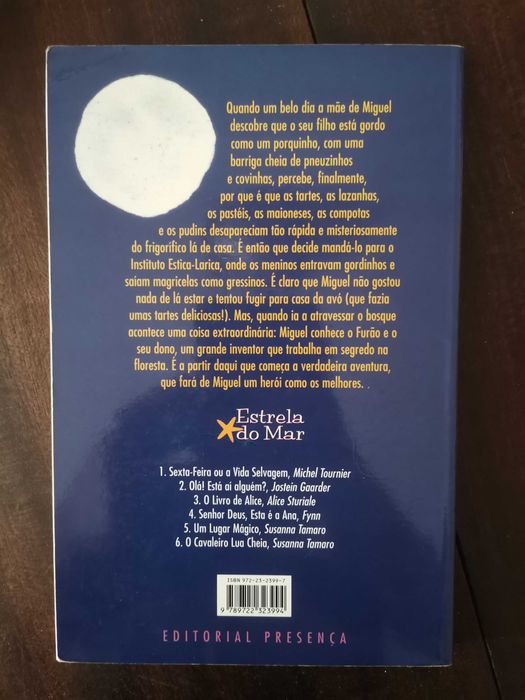 Quando um belo dia a mãe de Miguel
descobre que o seu filho está gordo
como um porquinho, com uma
barriga cheia de pneuzinhos
e covinhas, percebe, finalmente,
por que é que as tartes, as lazanhas,
os pastéis, as maioneses, as compotas
e os pudins desapareciam tão rápida e misteriosamente
do frigorífico lá de casa. É então que decide mandá-lo para o
Instituto Estica-Larica, onde os meninos entravam gordinhos e
saiam magricelas como gressinos. É claro que Miguel não gostou
nada de lá estar e tentou fugir para casa da avó (que fazia
umas tartes deliciosas!). Mas, quando ia a atravessar o bosque
acontece uma coisa extraordinária: Miguel conhece o Furão e o
seu dono, um grande inventor que trabalha em segredo na
floresta. É a partir daqui que começa a verdadeira aventura,
que fará de Miguel um herói como os melhores. .
Estrela
do Mar
1. Sexta-Feira ou a Vida Selvagem, Michel Tournier
2. Olá! Está aí alguém?, Jostein Gaarder
3. O Livro de Alice, Alice Sturiale
4. Senhor Deus, Esta é a Ana, Fynn
5. Um Lugar Mágico, Susanna Tamaro
6. O Cavaleiro Lua Cheia, Susanna Tamaro
ISBN 972-23-2399-7
9 789722 323994
EDITORIAL PRESENÇA